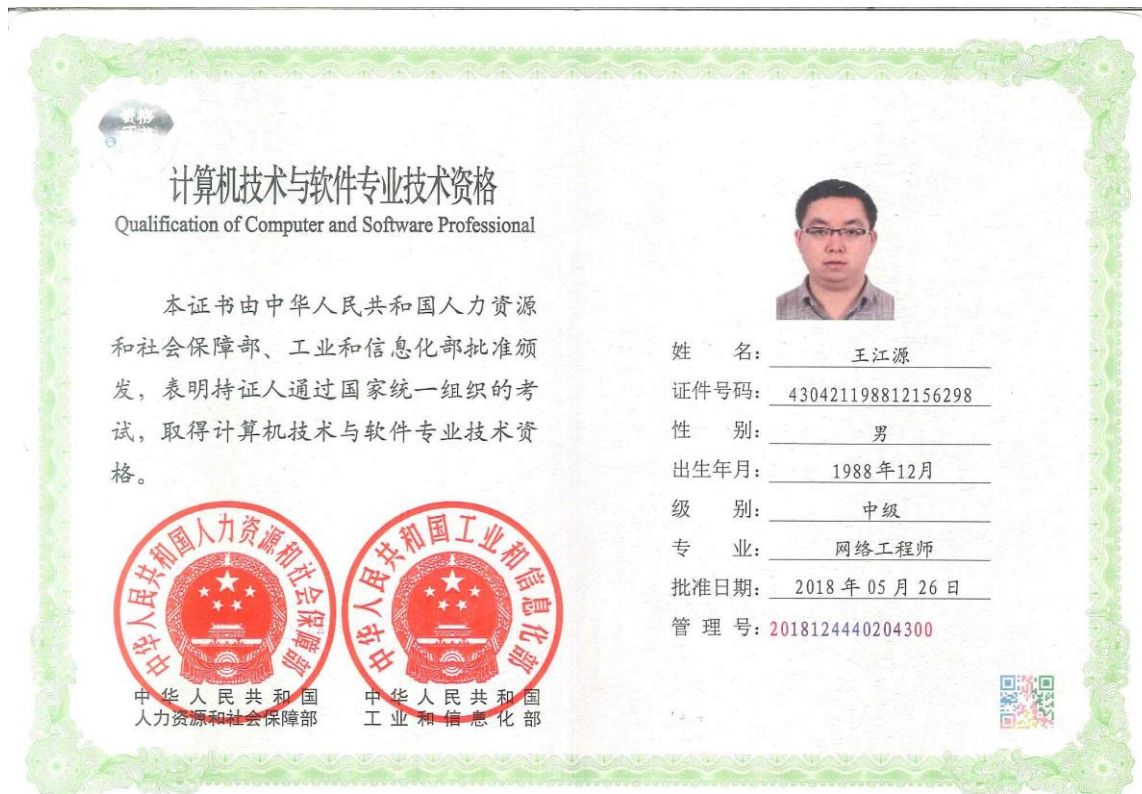 资格
计算机技术与软件专业技术资格
Qualification of Computer and Software Professional
本证书由中华人民共和国人力资源
和社会保障部、工业和信息化部批准颁
发，表明持证人通过国家统一组织的考
试，取得计算机技术与软件专业技术资
格。
中华人民共和国人力资源和社会保障部
中华人民共和国工业和信息化部
中华人民共和国
人力资源和社会保障部
中华人民共和国
工业和信息化部
姓 名： 王江源
证件号码： 430421198812156298
性 别： 男
出生年月： 1988年12月
级 别： 中级
专 业： 网络工程师
批准日期： 2018 年 05 月 26 日
管 理 号： 2018124440204300